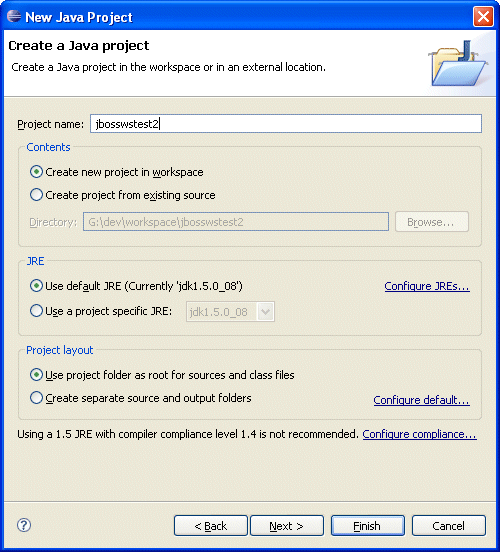 New Java Project
Create a Java project
Create a Java project in the workspace or in an external location.
Project name: jbosswstest2
Contents
Create new project in workspace
Create project from existing source
Directory: G:\dev\workspace\jbosswstest2 Browse...
JRE
Use default JRE (Currently 'jdk1.5.0_08') Configure JREs...
Use a project specific JRE: jdk1.5.0_08
Project layout
Use project folder as root for sources and class files
Create separate source and output folders Configure default...
Using a 1.5 JRE with compiler compliance level 1.4 is not recommended. Configure compliance...
? < Back Next > Finish Cancel